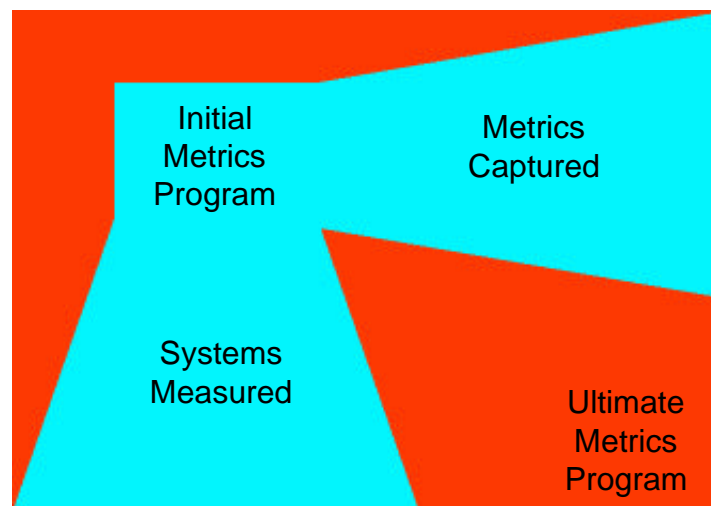 Initial
Metrics
Program
Metrics
Captured
Systems
Measured
Ultimate
Metrics
Program